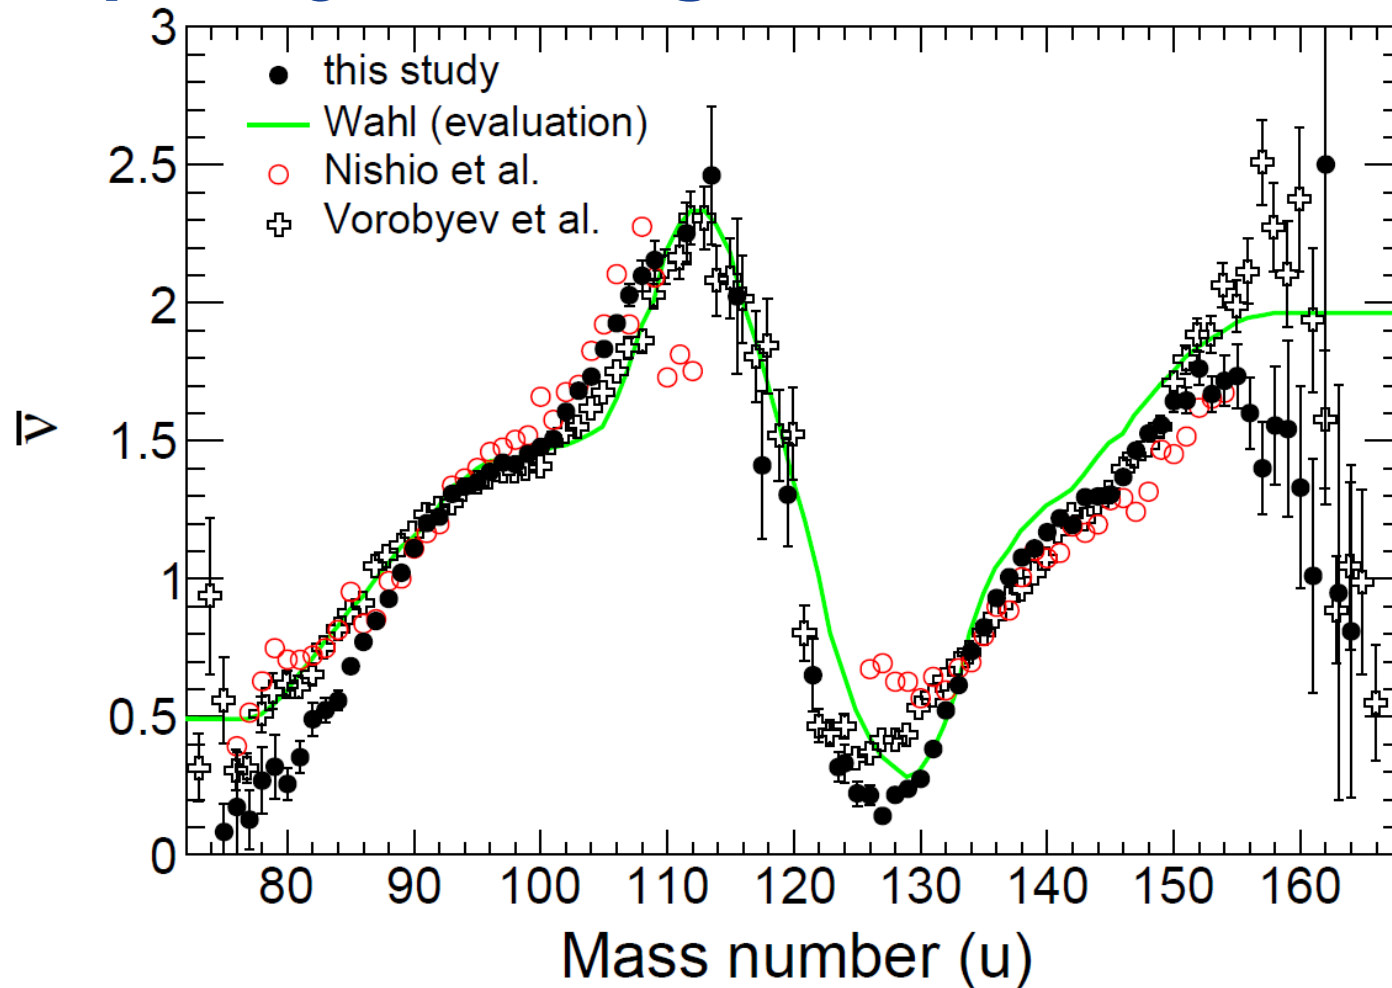 this study
Wahl (evaluation)
Nishio et al.
Vorobyev et al.
3
2.5
2
1.5
1
0.5
0
ν̅
80 90 100 110 120 130 140 150 160
Mass number (u)